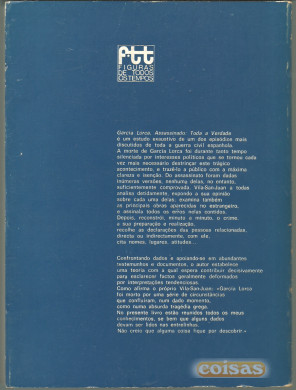 ftt
FIGURAS
DE TODOS
OS TEMPOS
García Lorca, Assassinado: Toda a Verdade
é um estudo exaustivo de um dos episódios mais
discutidos de toda a guerra civil espanhola.
A morte de García Lorca foi durante tanto tempo
silenciada por interesses políticos que se tornou cada
vez mais necessário destrinçar este trágico
acontecimento, e trazê-lo a público com o máximo
clareza e isenção. Do assassinato foram dadas
inúmeras versões, nenhuma delas, no entanto,
suficientemente comprovada. Vila-San-Juan a todas
analisa detidamente, expondo a sua opinião
sobre cada uma delas; examina também
as principais obras aparecidas no estrangeiro,
e assinala todos os erros nelas contidos.
Depois, reconstrói, minuto a minuto, o crime,
a sua preparação e realização,
recolhe as declarações das pessoas relacionadas,
directa ou indirectamente, com ele,
cita nomes, lugares, atitudes...
Confrontando dados e apoiando-se em abundantes
testemunhos e documentos, o autor estabelece
uma teoria com a qual espera contribuir decisivamente
para esclarecer factos geralmente deformados
por interpretações tendenciosas.
Como afirma o próprio Vila-San-Juan: «García Lorca
foi morto por uma série de circunstâncias
que confluíram, num dado momento,
como numa absurda tragédia grega.
No presente livro estão reunidos todos os meus
conhecimentos, se bem que alguns dados
devam ser lidos nas entrelinhas.
Não creio que alguma coisa fique por descobrir.»
coisas